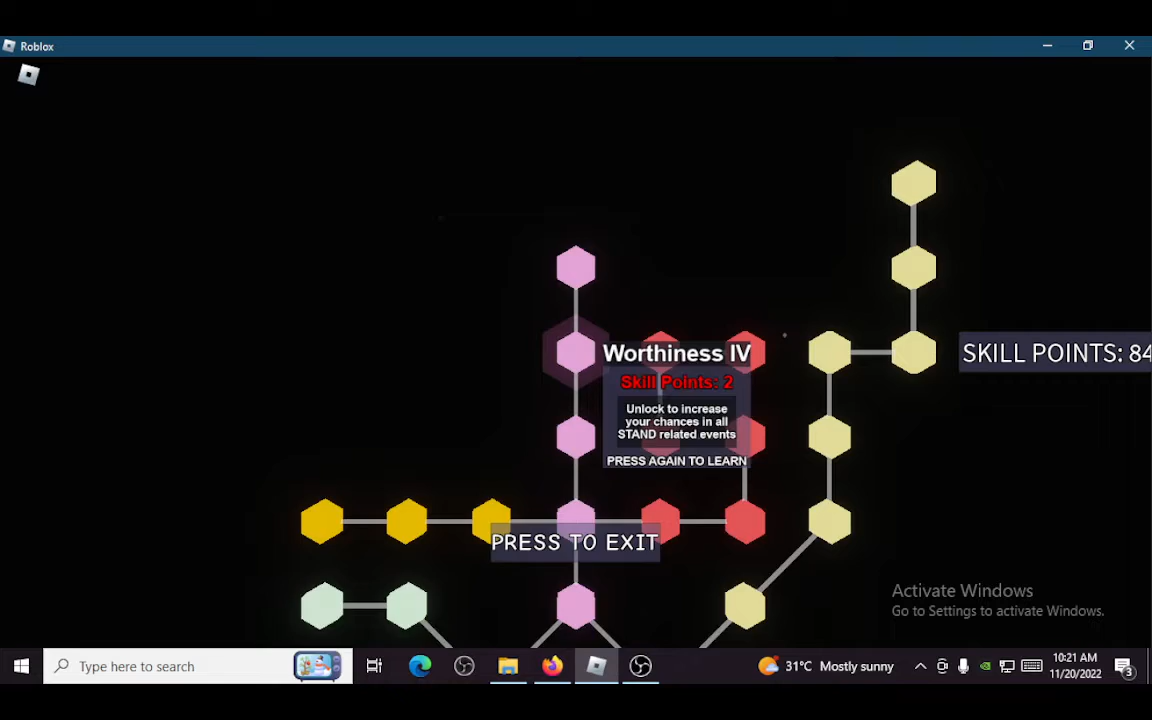 Roblox
Worthiness IV
Skill Points: 2
Unlock to increase
your chances in all
STAND related events
PRESS AGAIN TO LEARN
SKILL POINTS: 84
PRESS TO EXIT
Activate Windows
Go to Settings to activate Windows.
Type here to search
31°C Mostly sunny
10:21 AM
11/20/2022
3